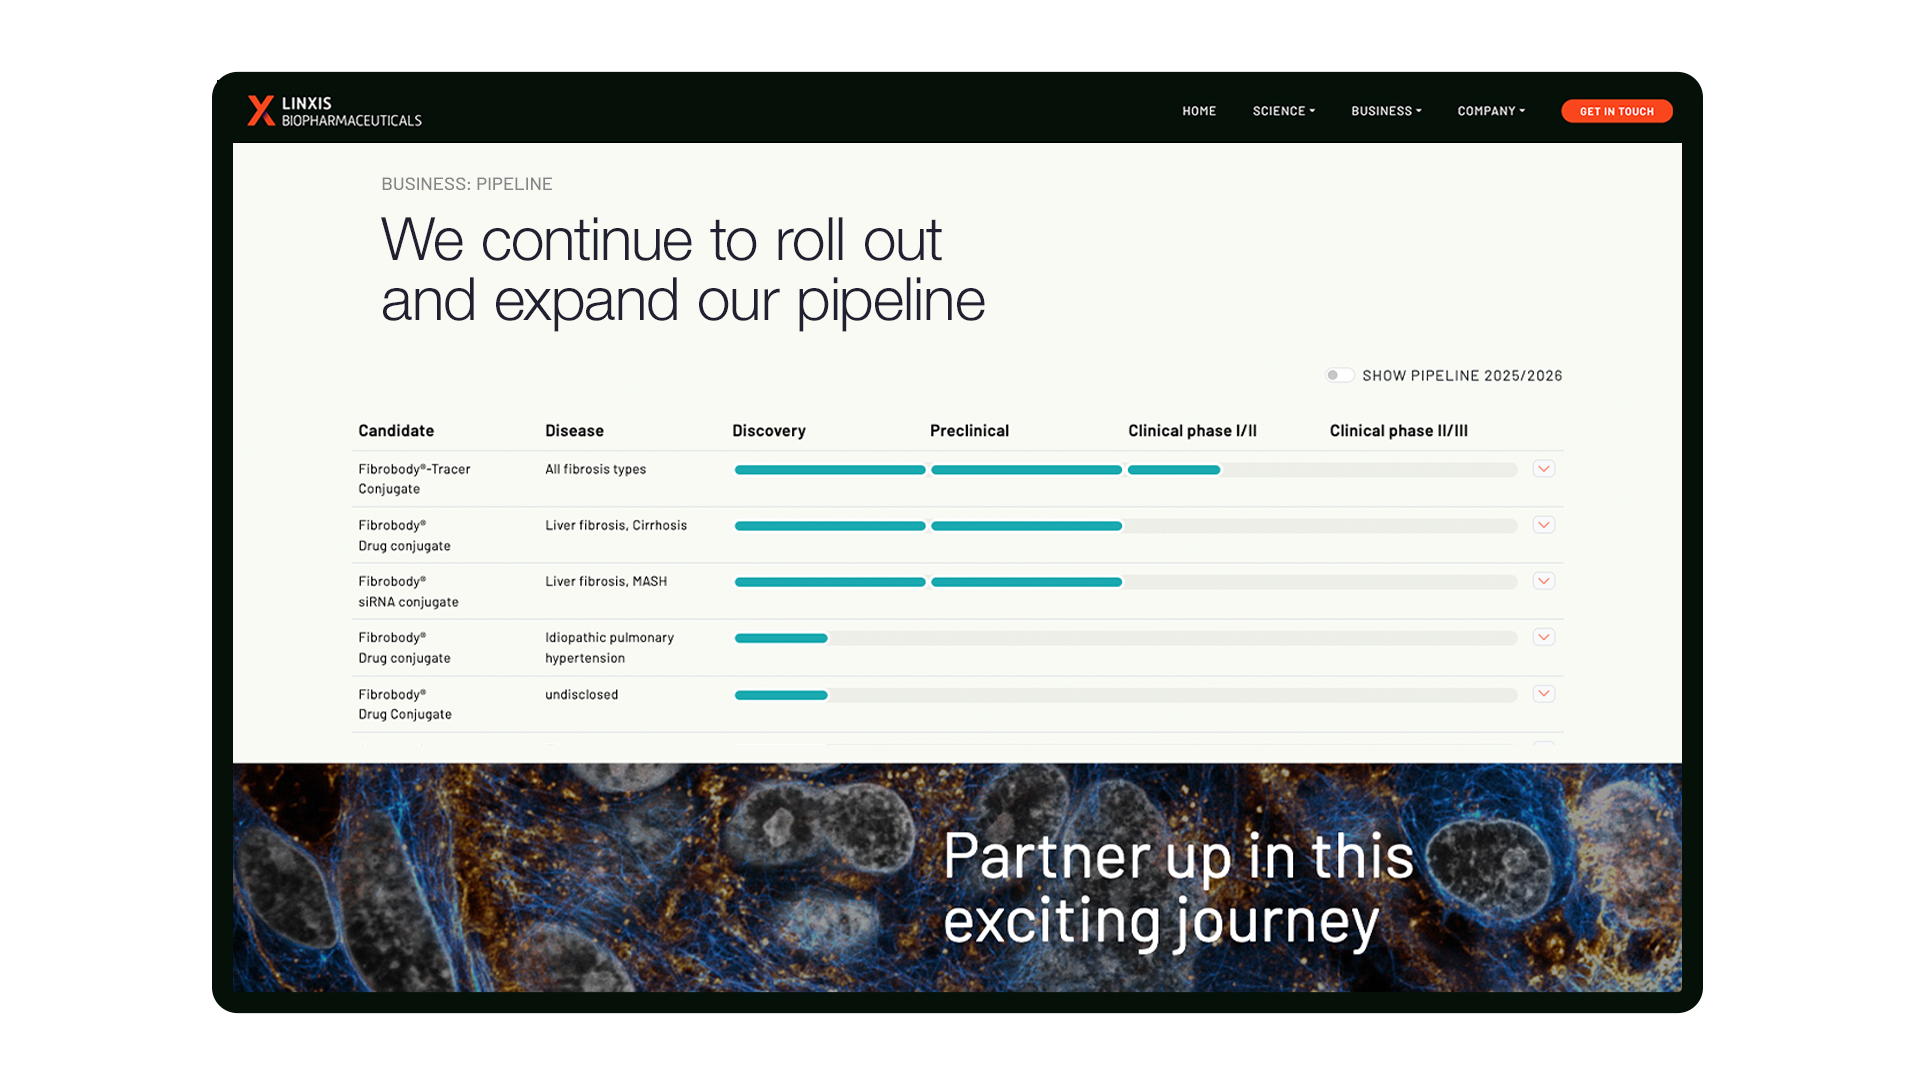 LINXIS
BIOPHARMACEUTICALS
HOME
SCIENCE
BUSINESS
COMPANY
GET IN TOUCH
BUSINESS: PIPELINE
We continue to roll out
and expand our pipeline
SHOW PIPELINE 2025/2026
Candidate
Disease
Discovery
Preclinical
Clinical phase I/II
Clinical phase II/III
Fibrobody®-Tracer
Conjugate
All fibrosis types
Fibrobody®
Drug conjugate
Liver fibrosis, Cirrhosis
Fibrobody®
siRNA conjugate
Liver fibrosis, MASH
Fibrobody®
Drug conjugate
Idiopathic pulmonary
hypertension
Fibrobody®
Drug Conjugate
undisclosed
Partner up in this
exciting journey